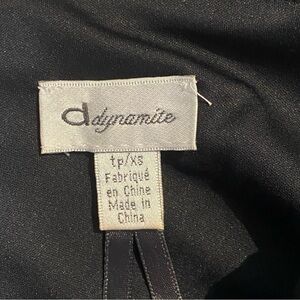 d dynamite
tp/xs
Fabriqué
en Chine
Made in
China